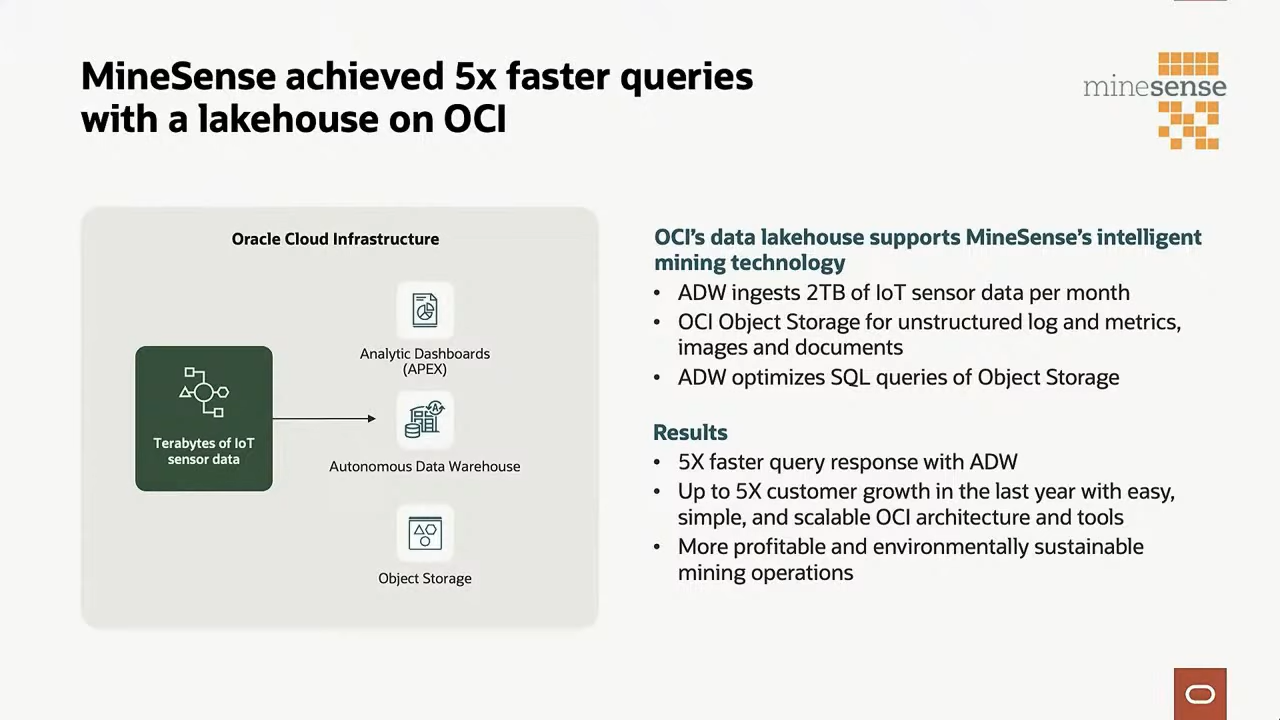 MineSense achieved 5x faster queries
with a lakehouse on OCI
minesense
Oracle Cloud Infrastructure
Analytic Dashboards
(APEX)
Terabytes of IoT
sensor data
A
Autonomous Data Warehouse
Object Storage
OCI’s data lakehouse supports MineSense’s intelligent
mining technology
• ADW ingests 2TB of IoT sensor data per month
• OCI Object Storage for unstructured log and metrics,
images and documents
• ADW optimizes SQL queries of Object Storage
Results
• 5X faster query response with ADW
• Up to 5X customer growth in the last year with easy,
simple, and scalable OCI architecture and tools
• More profitable and environmentally sustainable
mining operations